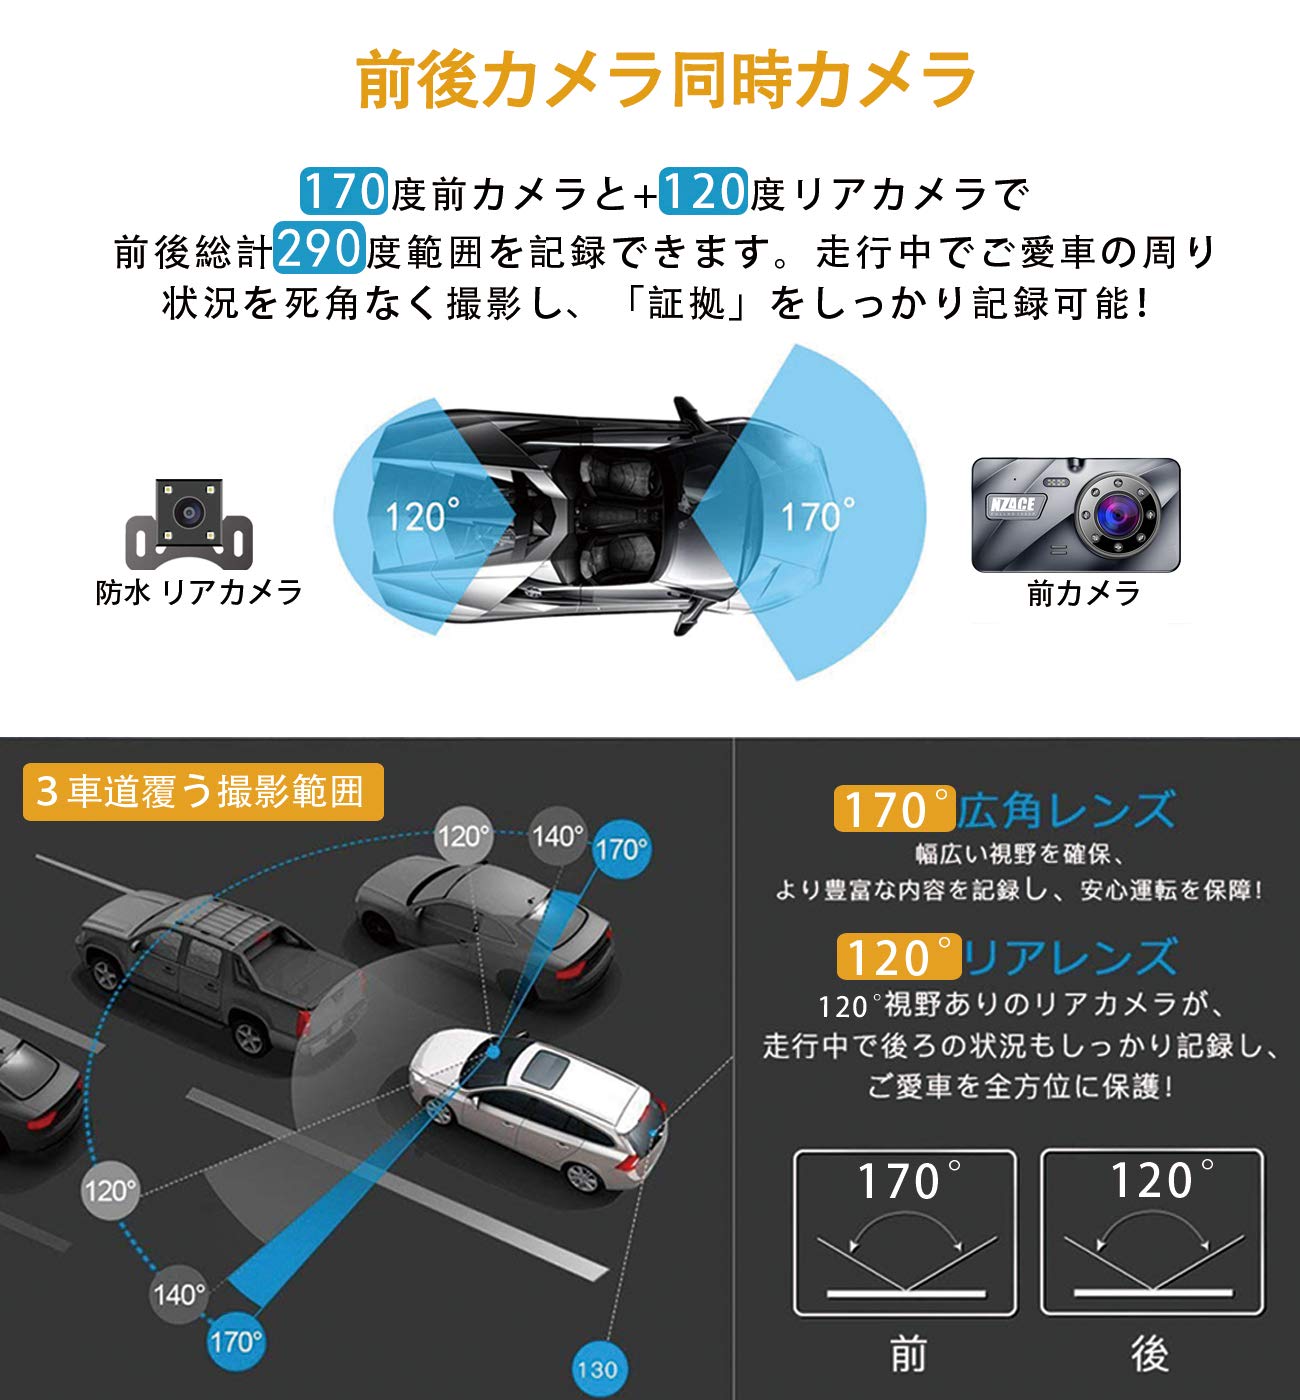 前後カメラ同時カメラ
170度前カメラと+120度リアカメラで
前後総計290度範囲を記録できます。走行中でご愛車の周り
状況を死角なく撮影し、「証拠」をしっかり記録可能!
120°
170°
NZACE
防水 リアカメラ
前カメラ
3車道覆う撮影範囲
120°
140°
170°
120°
140°
170°
130
170°広角レンズ
幅広い視野を確保、
より豊富な内容を記録し、安心運転を保障!
120°リアレンズ
120°視野ありのリアカメラが、
走行中で後ろの状況もしっかり記録し、
ご愛車を全方位に保護!
170°
120°
前
後